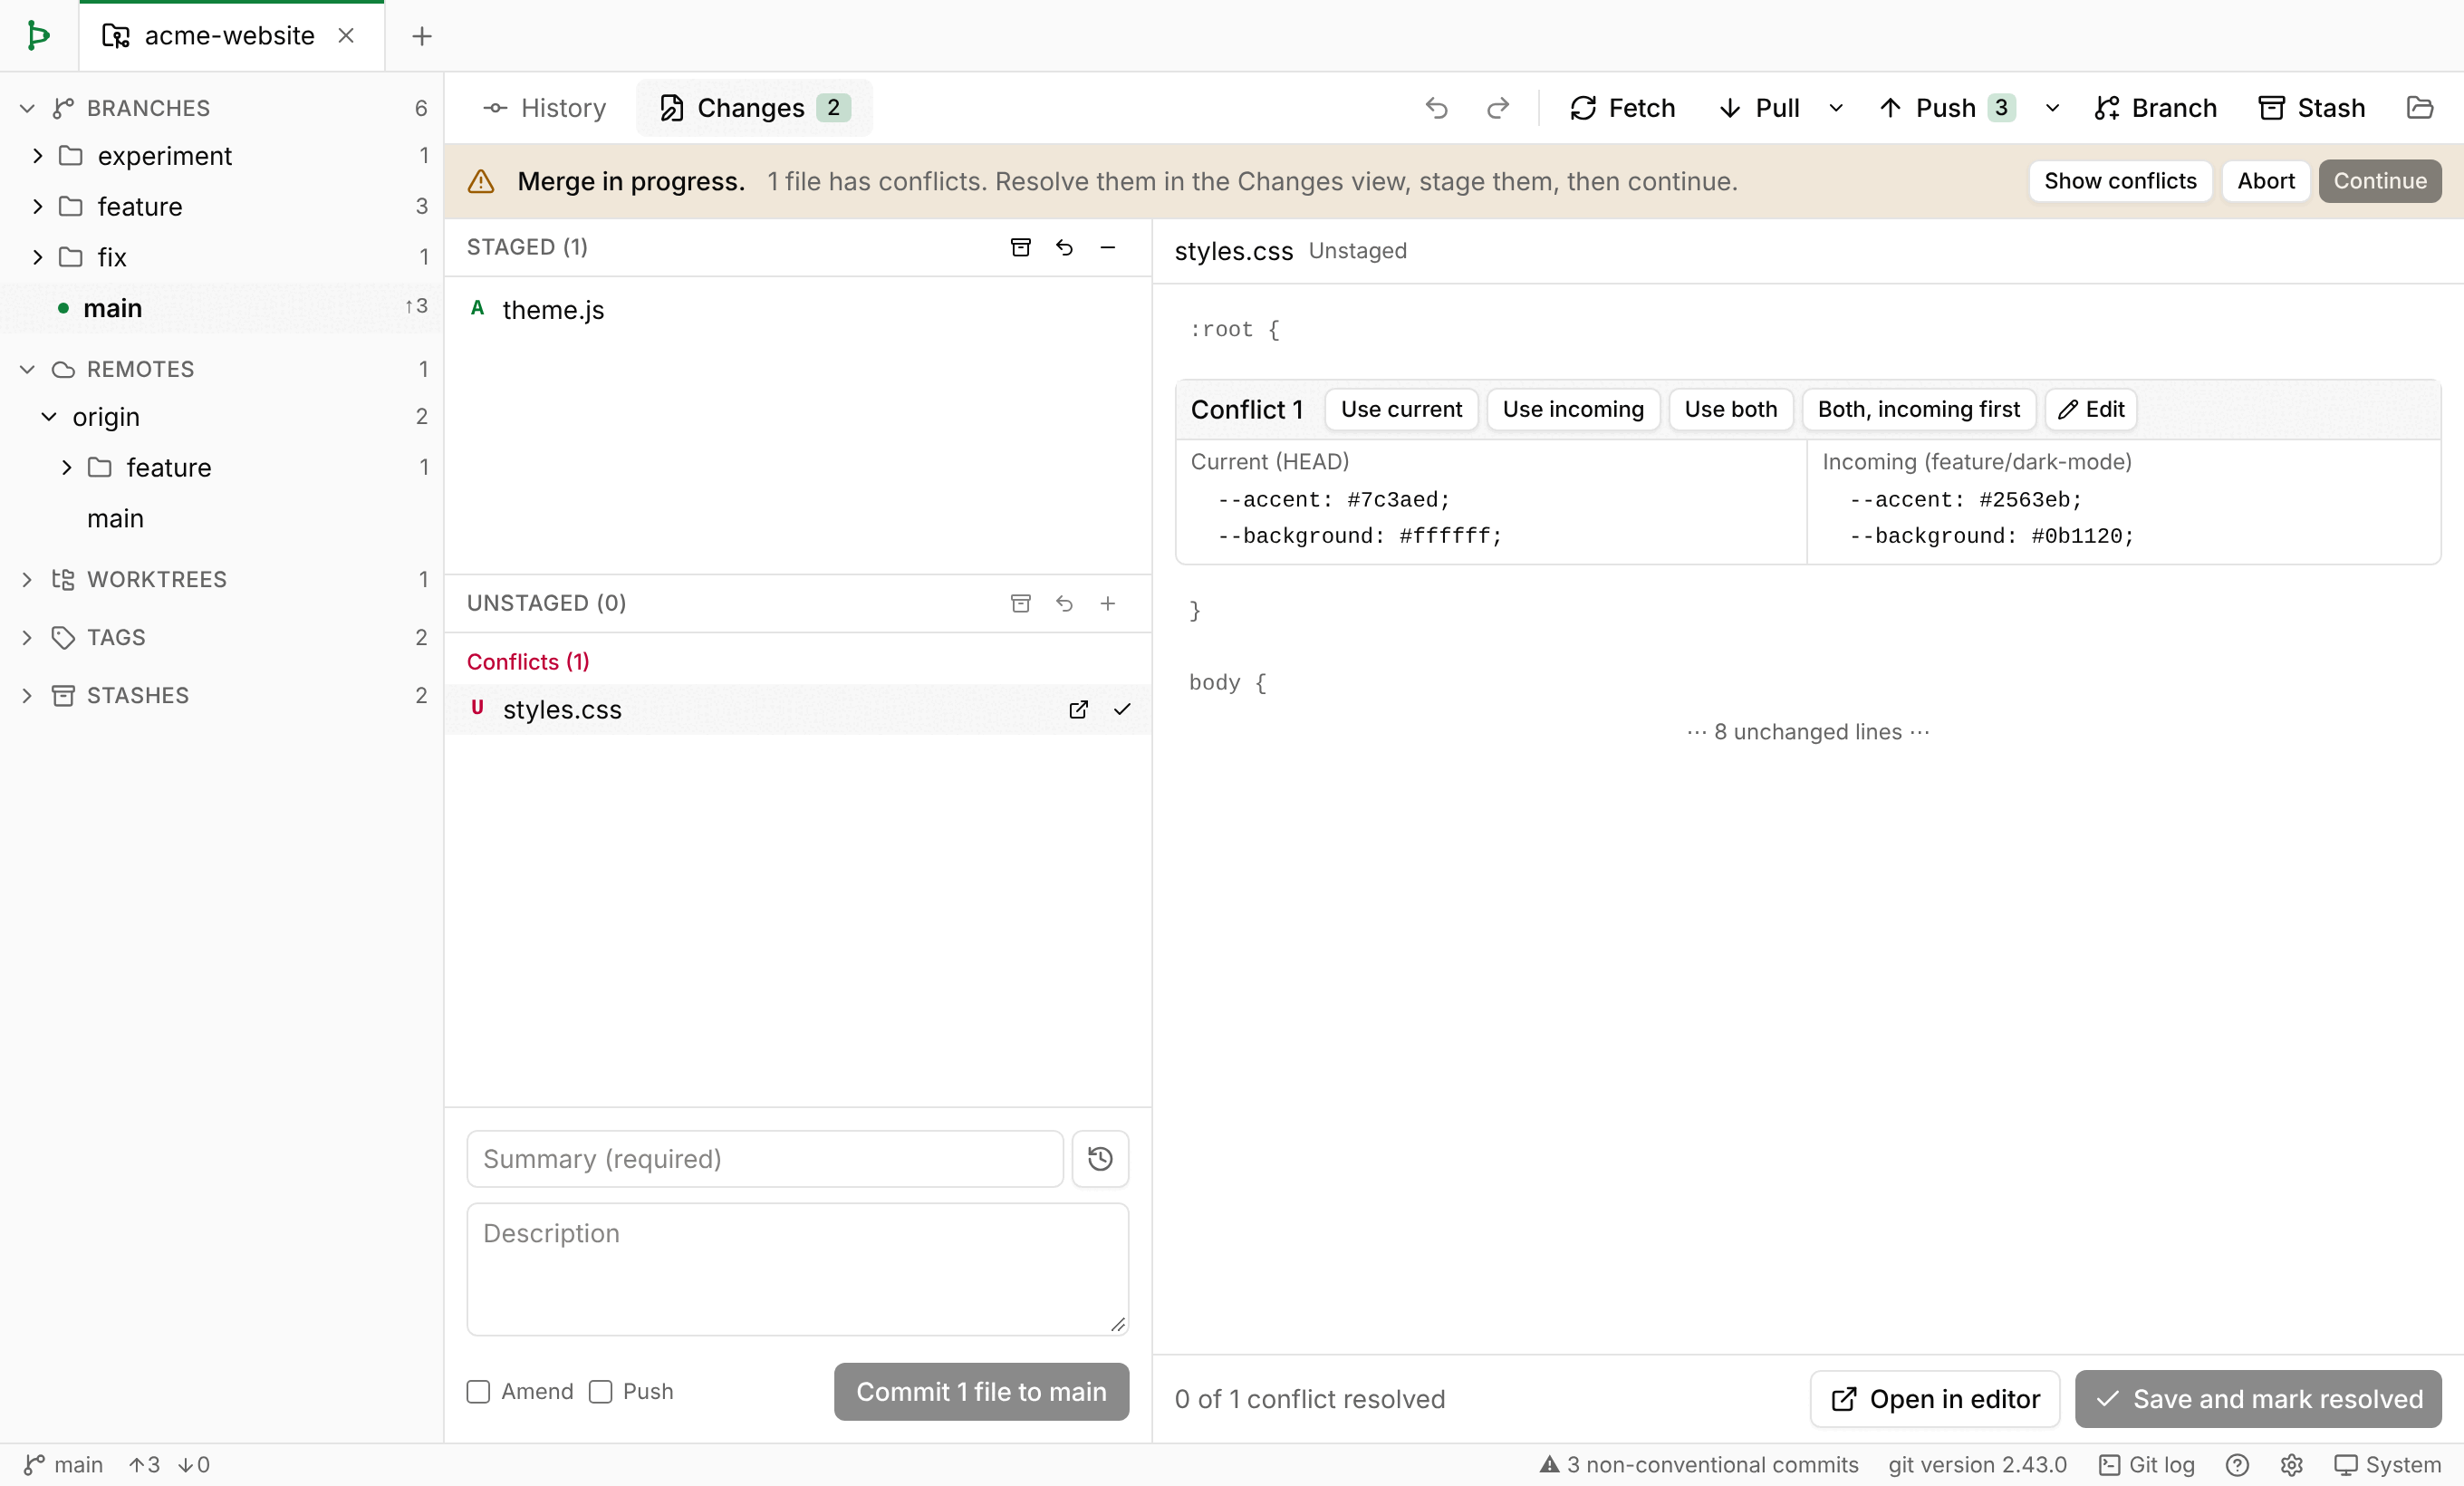 acme-website
BRANCHES 6
experiment 1
feature 3
fix 1
main ↑3
REMOTES 1
origin 2
feature 1
main
WORKTREES 1
TAGS 2
STASHES 2
History
Changes 2
Fetch
Pull
Push 3
Branch
Stash
Merge in progress. 1 file has conflicts. Resolve them in the Changes view, stage them, then continue.
Show conflicts
Abort
Continue
STAGED (1)
A theme.js
UNSTAGED (0)
Conflicts (1)
U styles.css
Summary (required)
Description
Amend
Push
Commit 1 file to main
styles.css Unstaged
:root {
Conflict 1
Use current
Use incoming
Use both
Both, incoming first
Edit
Current (HEAD)
--accent: #7c3aed;
--background: #ffffff;
Incoming (feature/dark-mode)
--accent: #2563eb;
--background: #0b1120;
}
body {
··· 8 unchanged lines ···
0 of 1 conflict resolved
Open in editor
Save and mark resolved
main ↑3 ↓0
3 non-conventional commits
git version 2.43.0
Git log
System